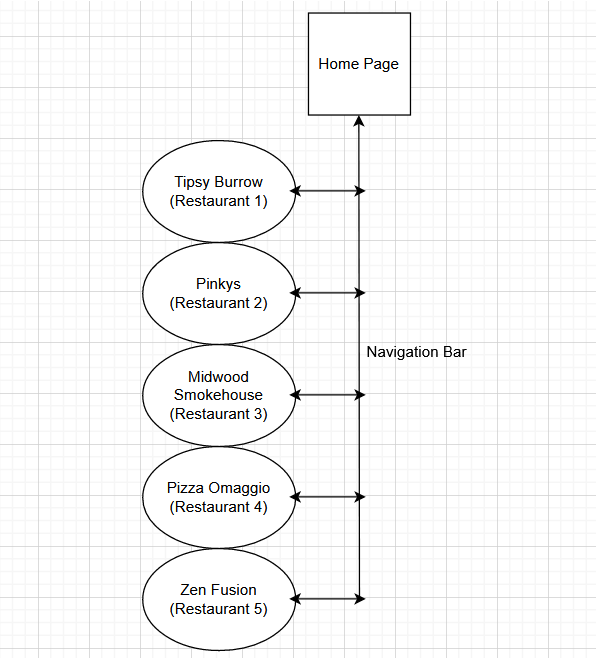 Home Page
Tipsy Burrow
(Restaurant 1)
Pinkys
(Restaurant 2)
Navigation Bar
Midwood
Smokehouse
(Restaurant 3)
Pizza Omaggio
(Restaurant 4)
Zen Fusion
(Restaurant 5)